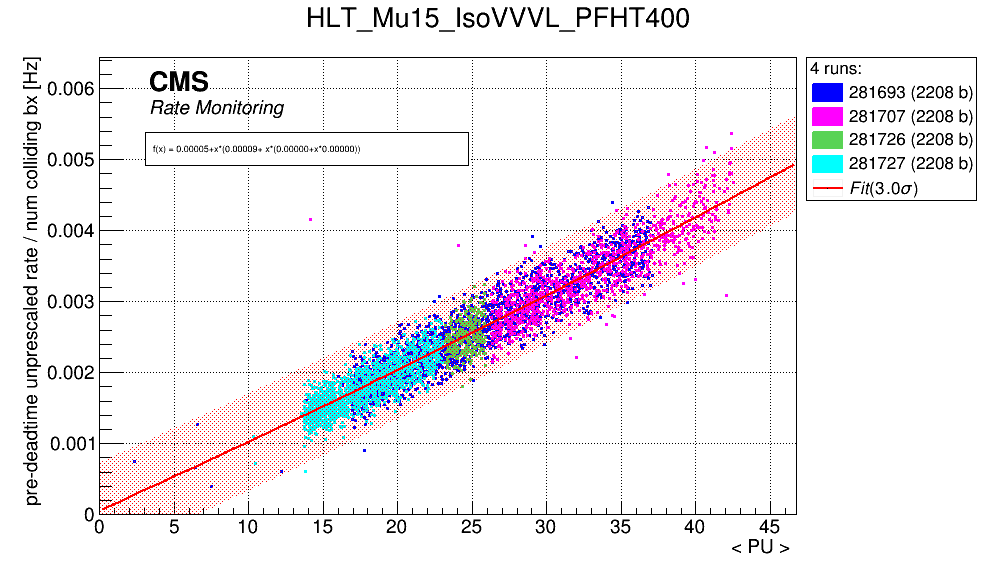 HLT_Mu15_IsoVVVL_PFHT400
pre-deadtime unprescaled rate / num colliding bx [Hz]
CMS
Rate Monitoring
f(x) = 0.00005+x*(0.00009+ x*(0.00000+x*0.00000))
0.006
0.005
0.004
0.003
0.002
0.001
0
0 5 10 15 20 25 30 35 40 45
< PU >
4 runs:
281693 (2208 b)
281707 (2208 b)
281726 (2208 b)
281727 (2208 b)
Fit(3.0σ)